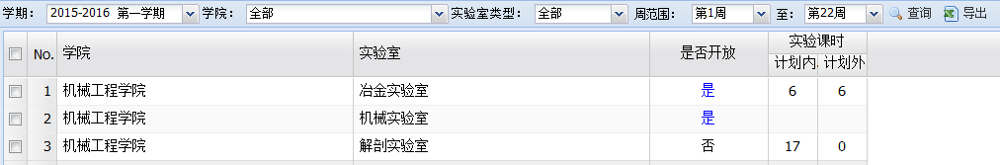 学期： 2015-2016 第一学期 学院： 全部 实验室类型： 全部 周范围： 第1周 至： 第22周 查询 导出
No. 学院 实验室 是否开放 实验课时
计划内 计划外
1 机械工程学院 冶金实验室 是 6 6
2 机械工程学院 机械实验室 是
3 机械工程学院 解剖实验室 否 17 0